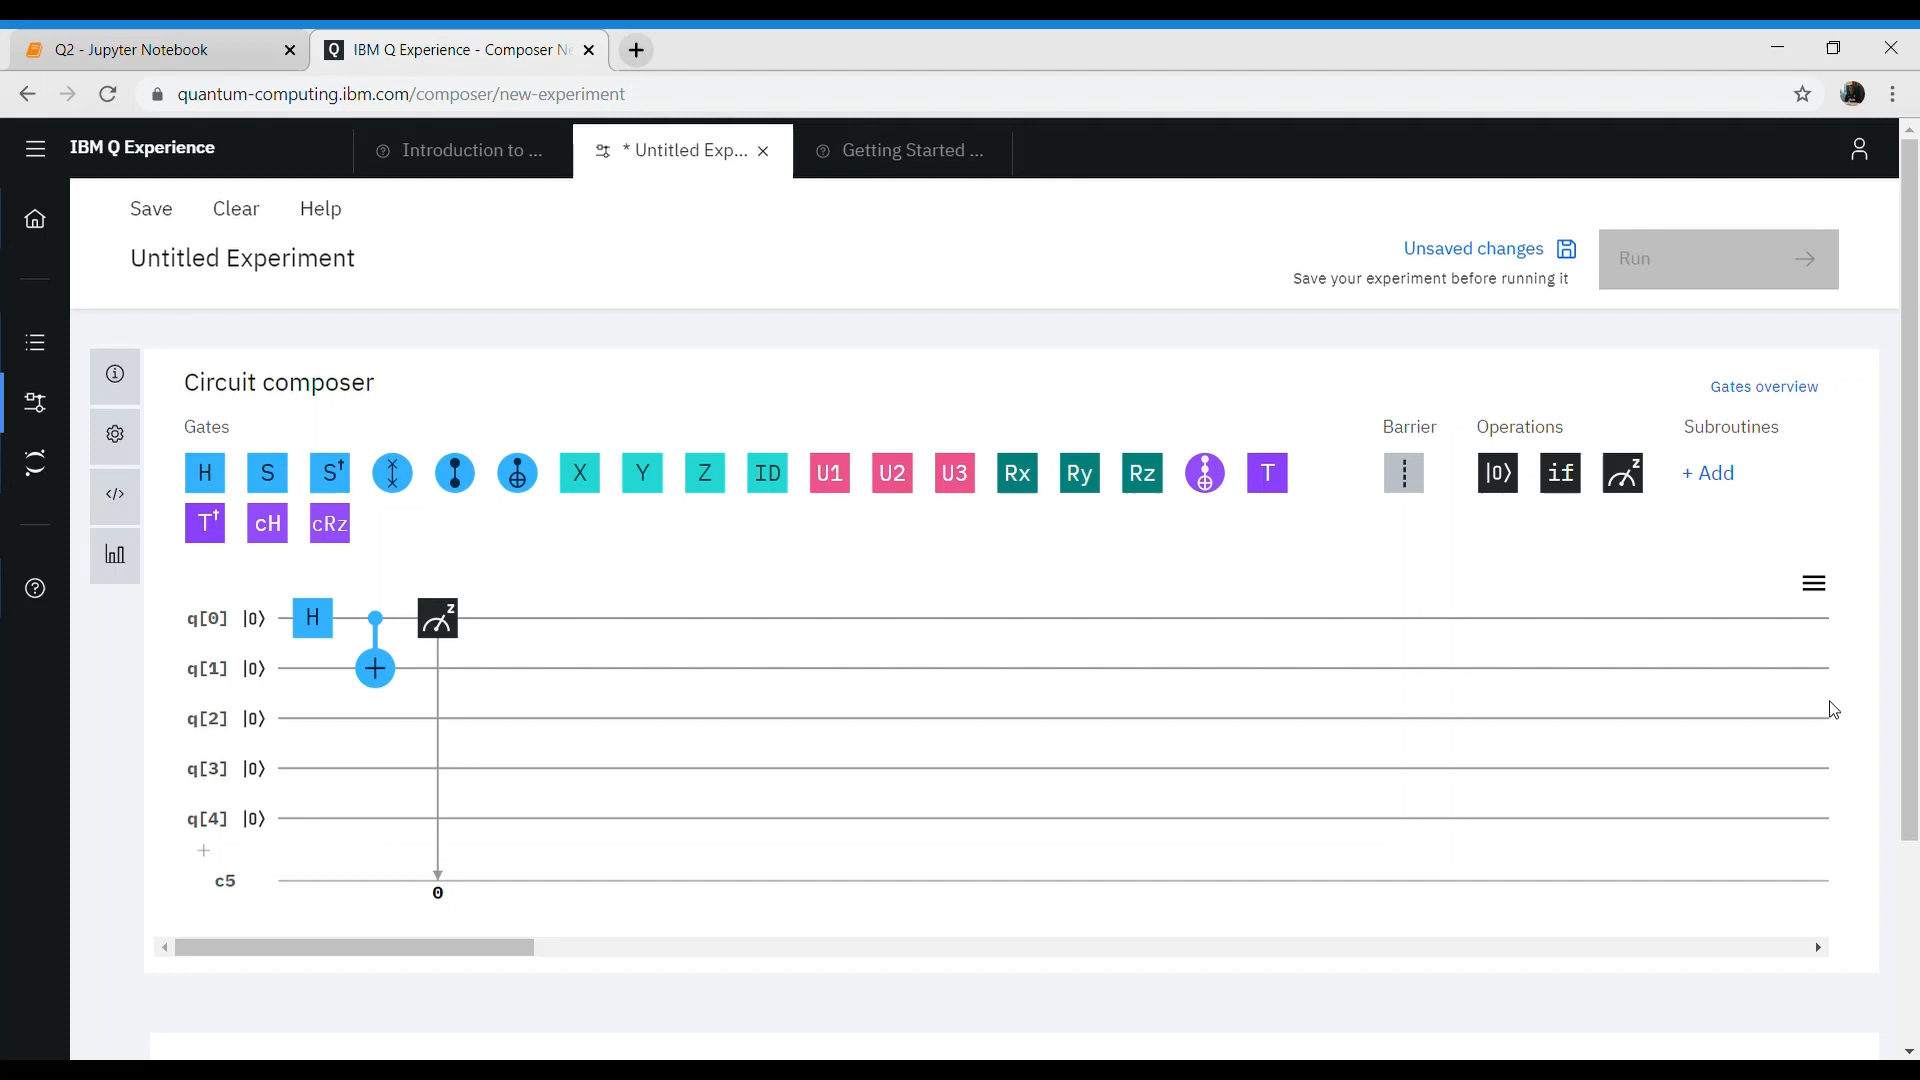 Q2 - Jupyter Notebook
IBM Q Experience - Composer Ne
quantum-computing.ibm.com/composer/new-experiment
IBM Q Experience
Introduction to ...
* Untitled Exp...
Getting Started ...
Save Clear Help
Untitled Experiment
Unsaved changes
Save your experiment before running it
Run
Circuit composer
Gates overview
Gates Barrier Operations Subroutines
H S S† X Y Z ID U1 U2 U3 Rx Ry Rz T |0⟩ if z + Add
T† cH cRz
q[0] |0⟩ H z
q[1] |0⟩ +
q[2] |0⟩
q[3] |0⟩
q[4] |0⟩
+
c5
0